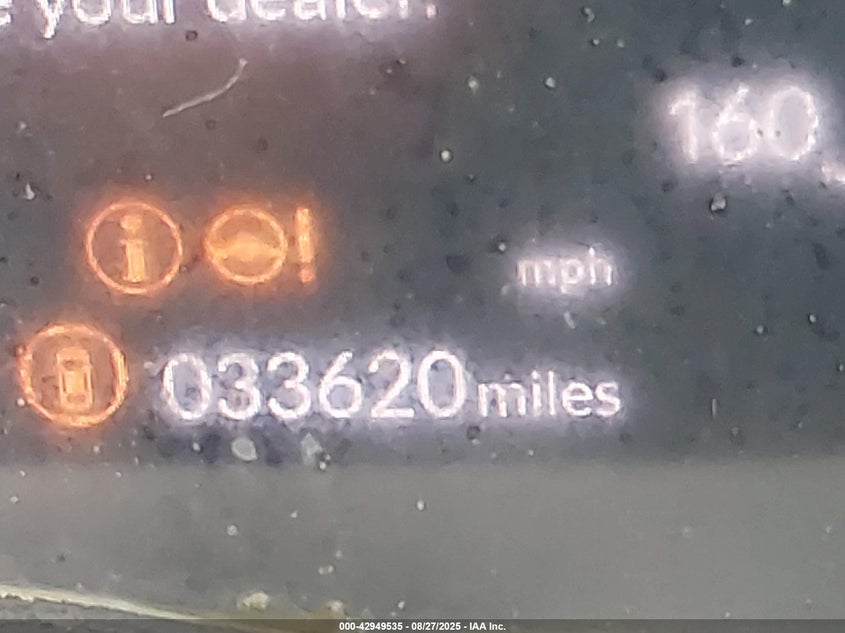 your dealer.
160
mph
033620 miles
000-42949535 - 08/27/2025 - IAA Inc.